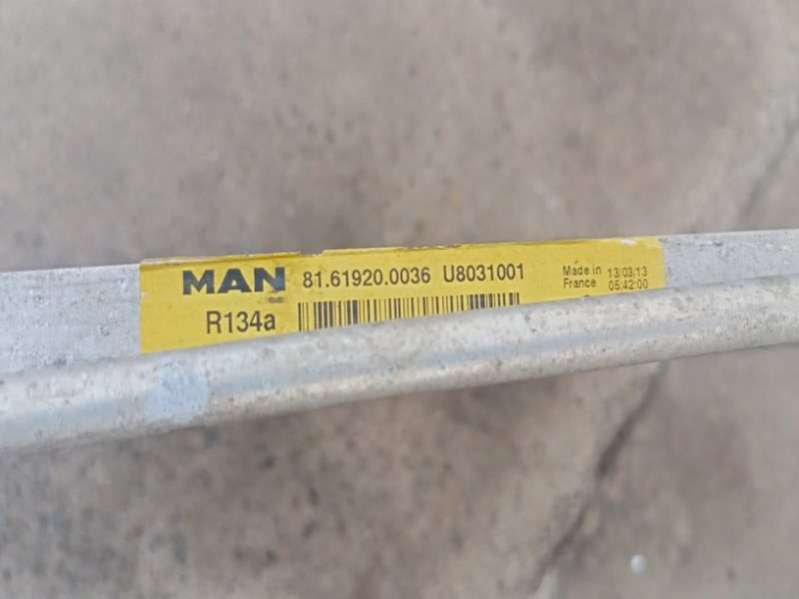 MAN 81.61920.0036 U8031001
Made in 13/03/13
France 05:42:00
R134a